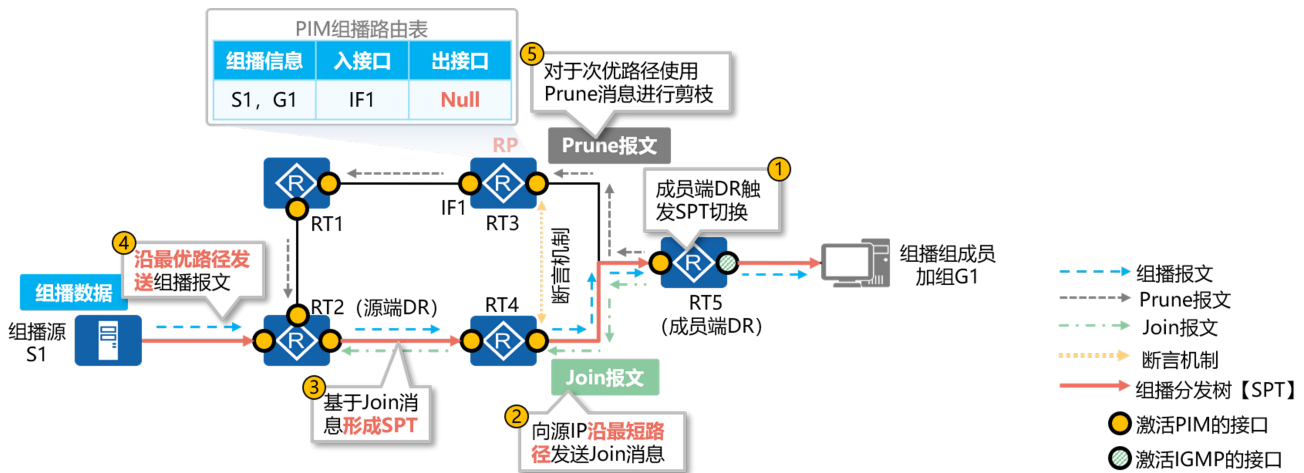 PIM组播路由表
组播信息 入接口 出接口
S1，G1 IF1 Null
⑤
对于次优路径使用
Prune消息进行剪枝
RP
Prune报文
①
成员端DR触
发SPT切换
RT1
IF1
RT3
④
沿最优路径发
送组播报文
断言机制
组播组成员
加组G1
组播数据
RT2 (源端DR)
RT4
RT5
(成员端DR)
组播源
S1
③
基于Join消
息形成SPT
Join报文
②
向源IP沿最短路
径发送Join消息
组播报文
Prune报文
Join报文
断言机制
组播分发树【SPT】
激活PIM的接口
激活IGMP的接口
R
R
R
R
R